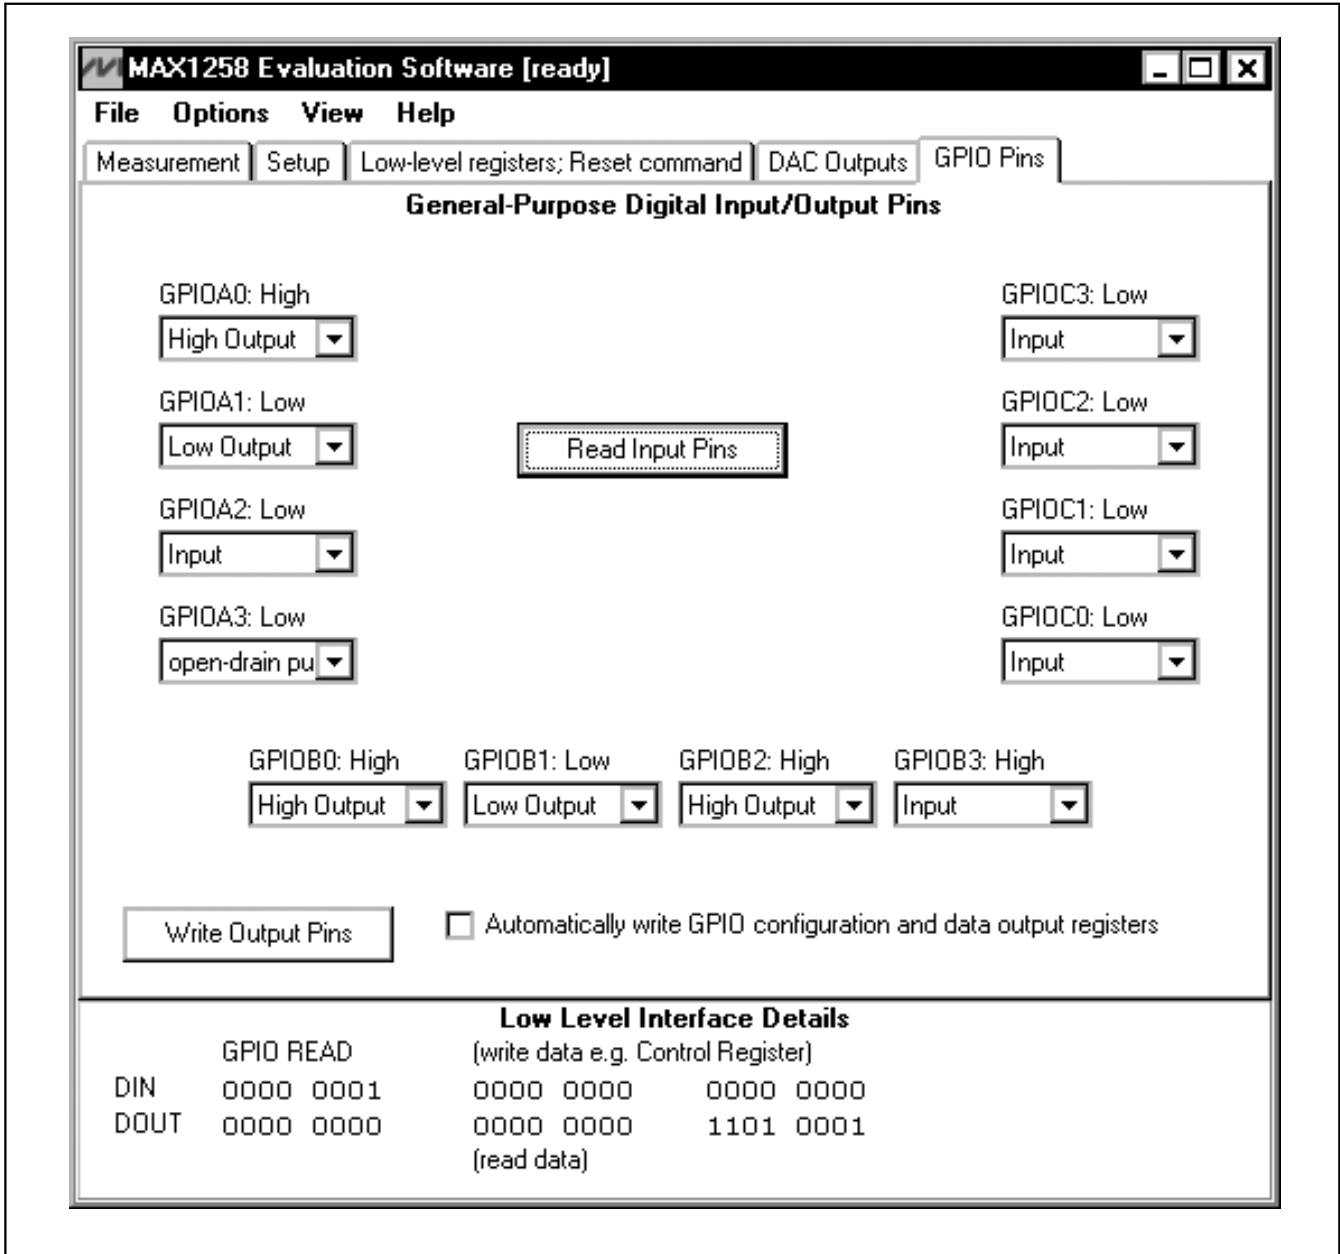 MAX1258 Evaluation Software [ready]
File Options View Help
Measurement Setup Low-level registers; Reset command DAC Outputs GPIO Pins
General-Purpose Digital Input/Output Pins
GPIOA0: High GPIOC3: Low
High Output Input
GPIOA1: Low GPIOC2: Low
Low Output Read Input Pins Input
GPIOA2: Low GPIOC1: Low
Input Input
GPIOA3: Low GPIOC0: Low
open-drain pu Input
GPIOB0: High GPIOB1: Low GPIOB2: High GPIOB3: High
High Output Low Output High Output Input
Write Output Pins Automatically write GPIO configuration and data output registers
Low Level Interface Details
GPIO READ (write data e.g. Control Register)
DIN 0000 0001 0000 0000 0000 0000
DOUT 0000 0000 0000 0000 1101 0001
(read data)